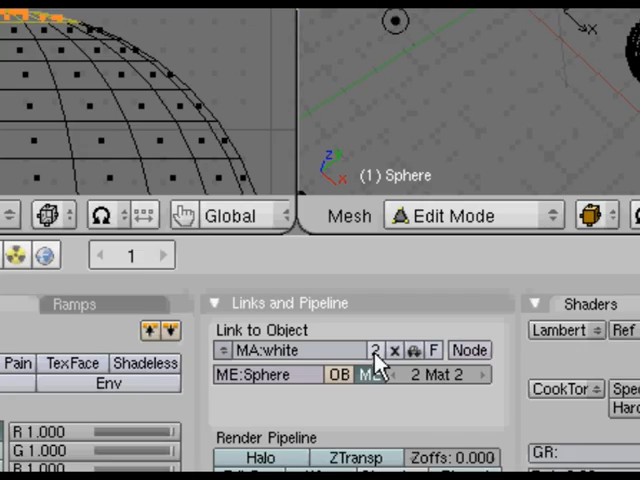 x
z
x
(1) Sphere
Global
Mesh
Edit Mode
1
Ramps
Links and Pipeline
Shaders
Link to Object
MA:white
2
x
F
Node
Lambert
Ref
Pain
TexFace
Shadeless
ME:Sphere
OB
2 Mat 2
Env
CookTor
Spe
Har
R 1.000
Render Pipeline
G 1.000
Halo
ZTransp
Zoffs: 0.000
GR: